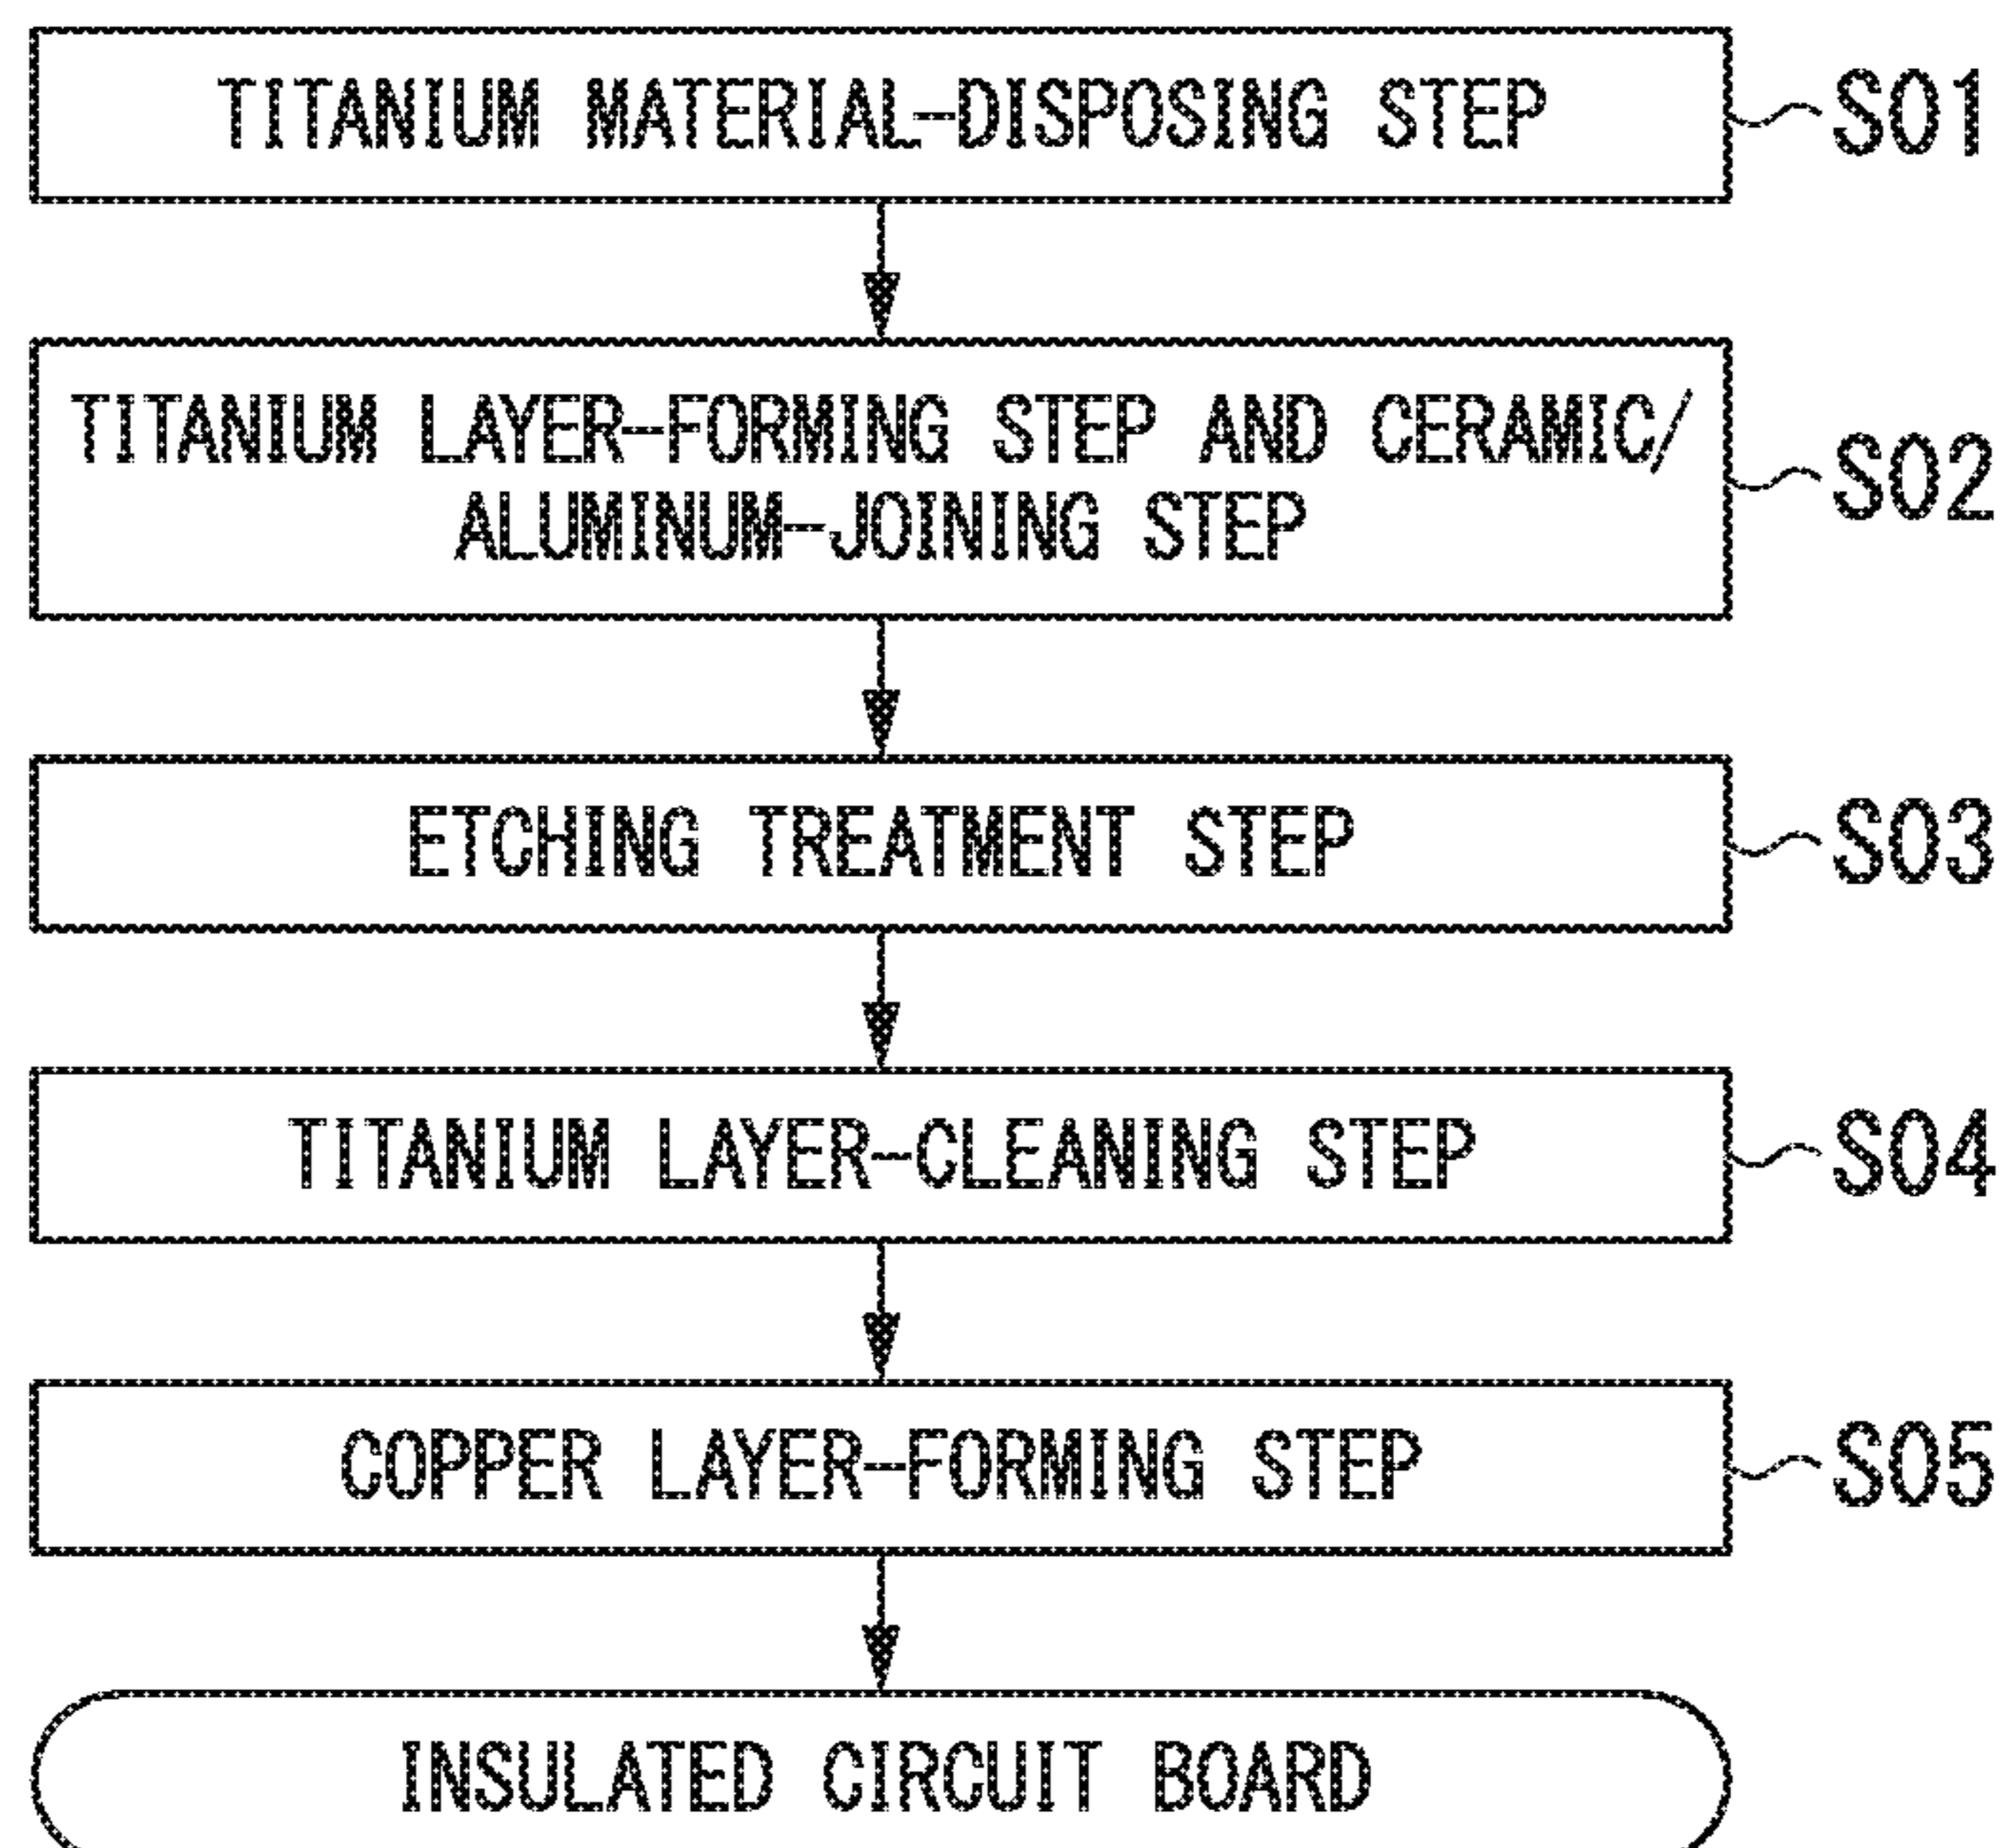 TITANIUM MATERIAL-DISPOSING STEP
S01
TITANIUM LAYER-FORMING STEP AND CERAMIC/
ALUMINUM-JOINING STEP
S02
ETCHING TREATMENT STEP
S03
TITANIUM LAYER-CLEANING STEP
S04
COPPER LAYER-FORMING STEP
S05
INSULATED CIRCUIT BOARD